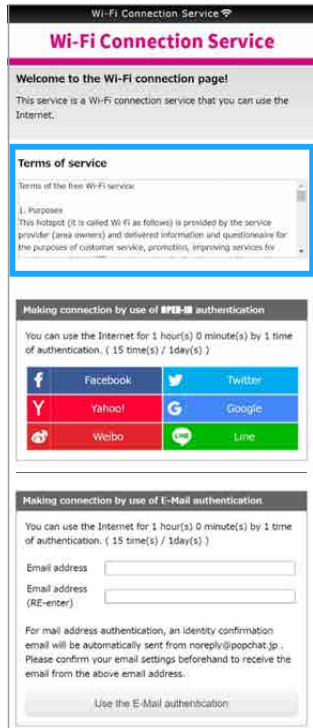 Wi-Fi Connection Service
Wi-Fi Connection Service
Welcome to the Wi-Fi connection page!
This service is a Wi-Fi connection service that you can use the
Internet.
Terms of service
Terms of the free Wi-Fi service
1. Purposes
This hotspot (it is called Wi-Fi as follows) is provided by the service
provider (area owners) and delivered information and questionnaire for
the purposes of customer service, promotion, improving services for
Making connection by use of OPEN-ID authentication
You can use the Internet for 1 hour(s) 0 minute(s) by 1 time
of authentication. ( 15 time(s) / 1day(s) )
Facebook
Twitter
Yahoo!
Google
Weibo
LINE
Line
Making connection by use of E-Mail authentication
You can use the Internet for 1 hour(s) 0 minute(s) by 1 time
of authentication. ( 15 time(s) / 1day(s) )
Email address
Email address
(RE-enter)
For mail address authentication, an identity confirmation
email will be automatically sent from noreply@popchat.jp .
Please confirm your email settings beforehand to receive the
email from the above email address.
Use the E-Mail authentication